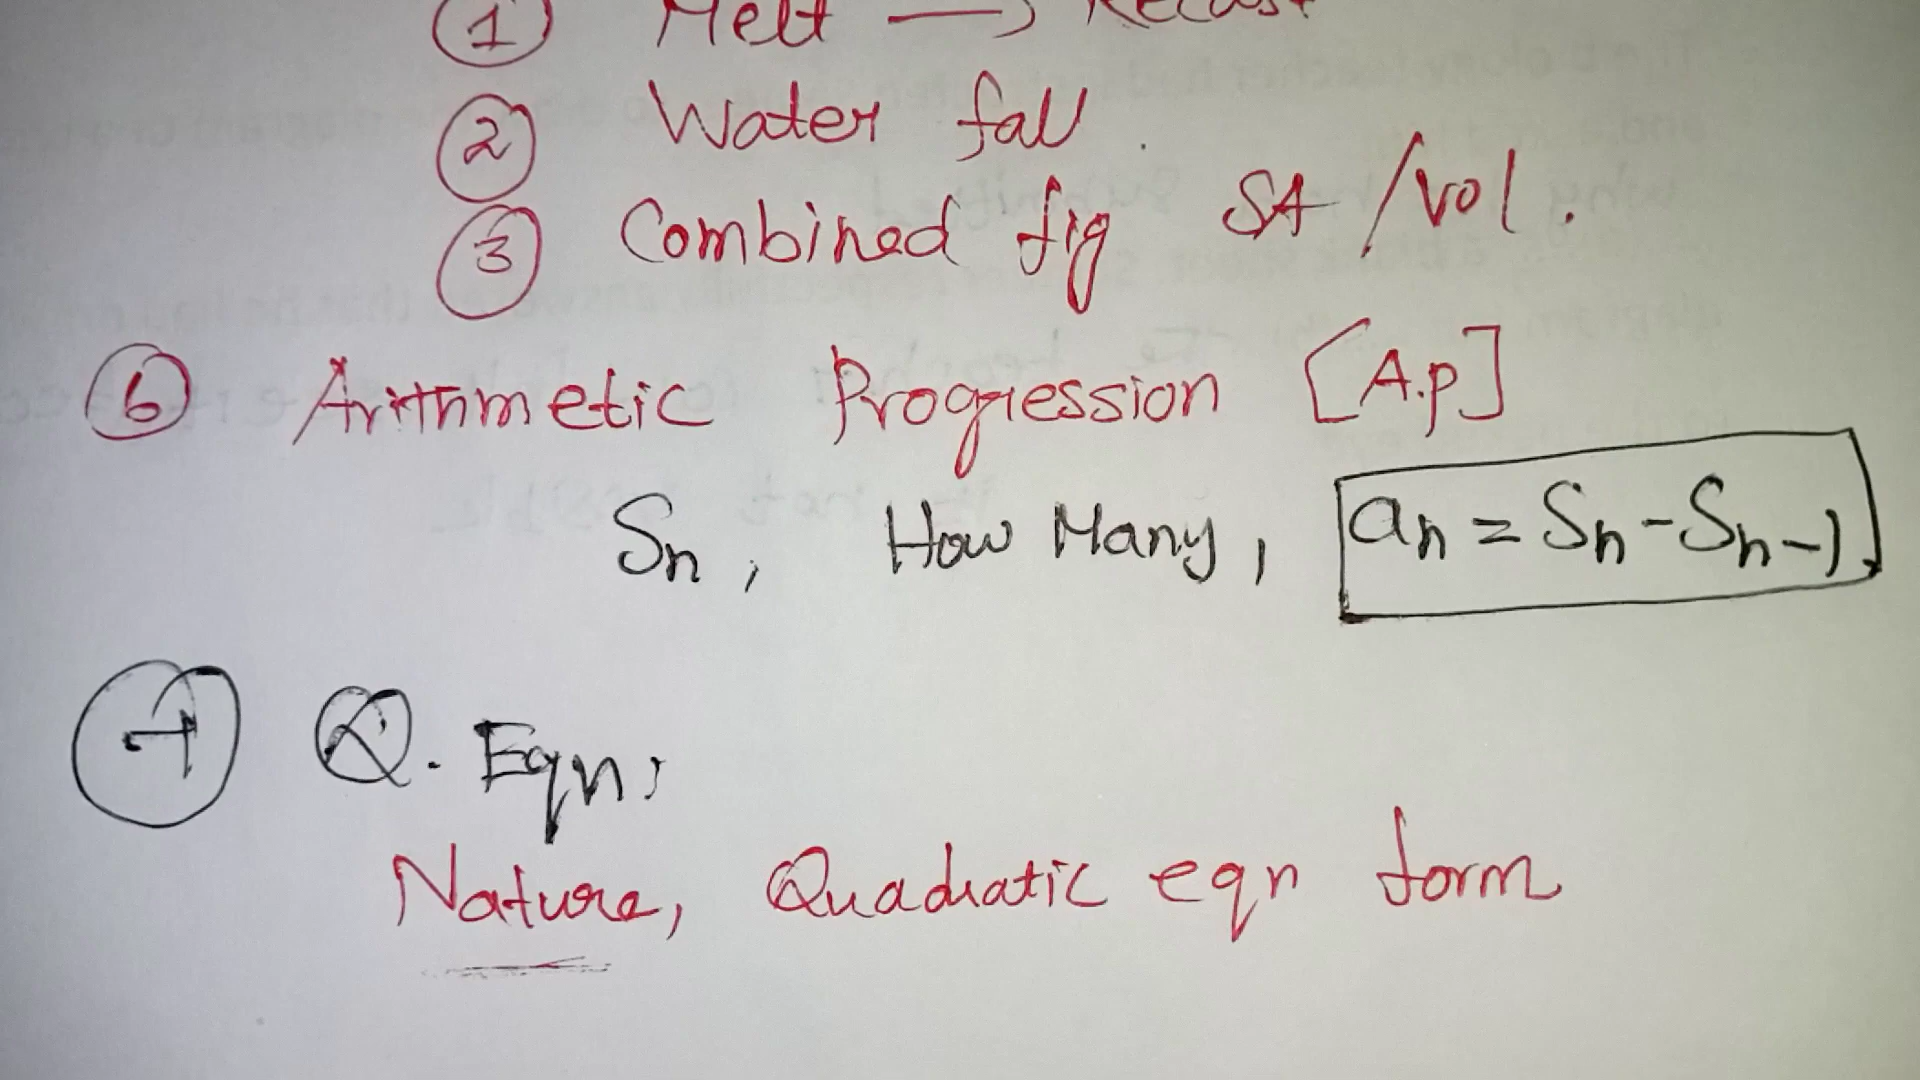 1 Melt → Recast
2 Water fall.
3 Combined fig SA/Vol.
6 Arithmetic Progression [A.p]
Sn, How Many, an = Sn - Sn-1
7 Q. Eqn,
Nature, Quadratic eqn form